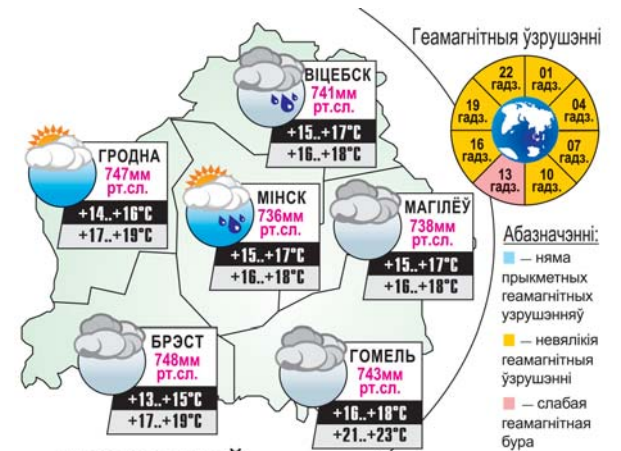 Геамагнітныя ўзрушэнні
22 гадз.
01 гадз.
04 гадз.
07 гадз.
10 гадз.
13 гадз.
16 гадз.
19 гадз.
ВІЦЕБСК
741мм
рт.сл.
+15..+17°C
+16..+18°C
ГРОДНА
747мм
рт.сл.
+14..+16°C
+17..+19°C
МІНСК
736мм
рт.сл.
+15..+17°C
+16..+18°C
МАГІЛЁЎ
738мм
рт.сл.
+15..+17°C
+16..+18°C
БРЭСТ
748мм
рт.сл.
+13..+15°C
+17..+19°C
ГОМЕЛЬ
743мм
рт.сл.
+16..+18°C
+21..+23°C
Абазначэнні:
— няма
прыкметных
геамагнітных
узрушэнняў
— невялікія
геамагнітныя
ўзрушэнні
— слабая
геамагнітная
бура